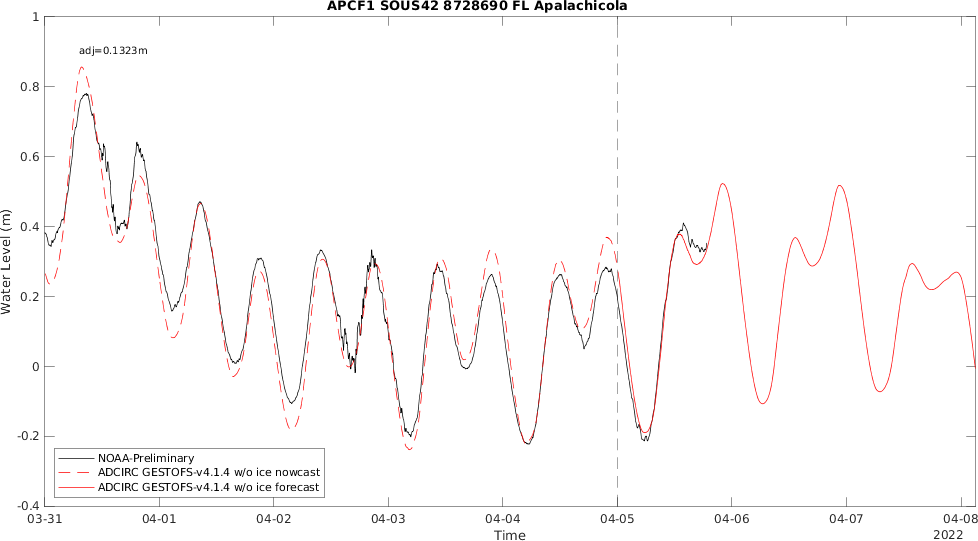 APCF1 SOUS42 8728690 FL Apalachicola
adj=0.1323m
1
0.8
0.6
0.4
0.2
0
-0.2
-0.4
Water Level (m)
NOAA-Preliminary
ADCIRC GESTOFS-v4.1.4 w/o ice nowcast
ADCIRC GESTOFS-v4.1.4 w/o ice forecast
03-31 04-01 04-02 04-03 04-04 04-05 04-06 04-07 04-08
Time
2022